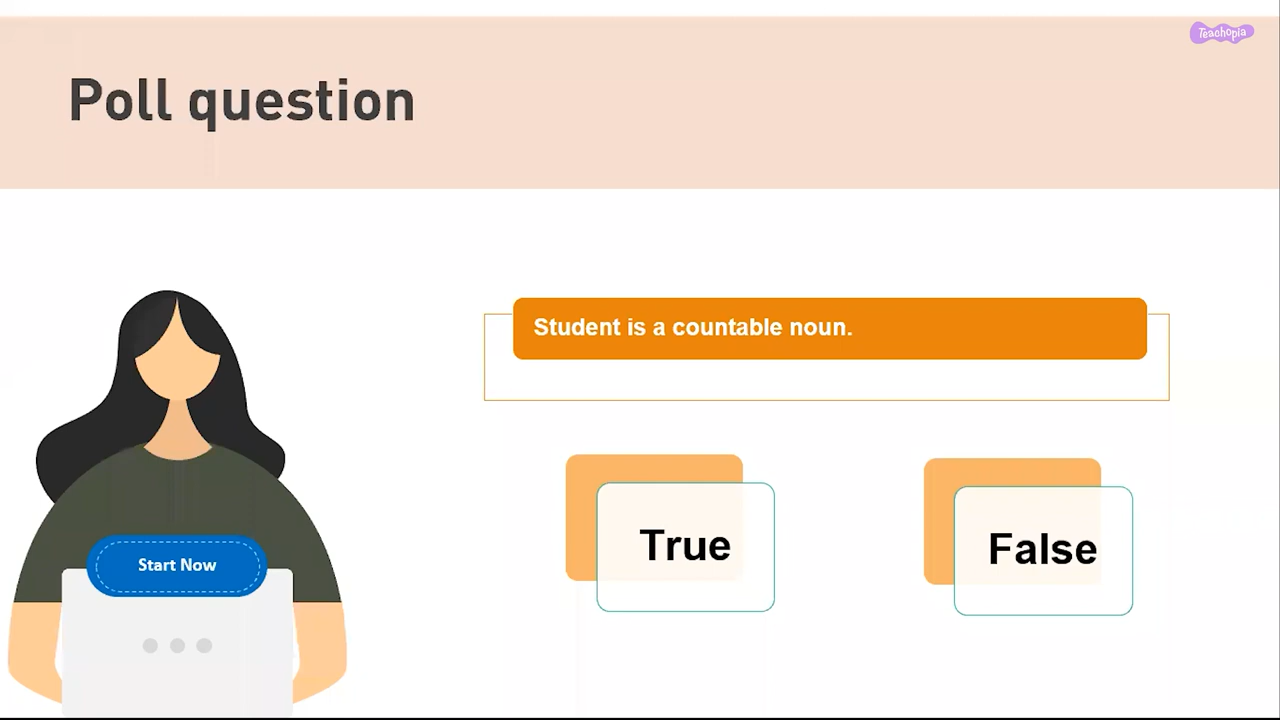 Teachopia
Poll question
Student is a countable noun.
True
False
Start Now